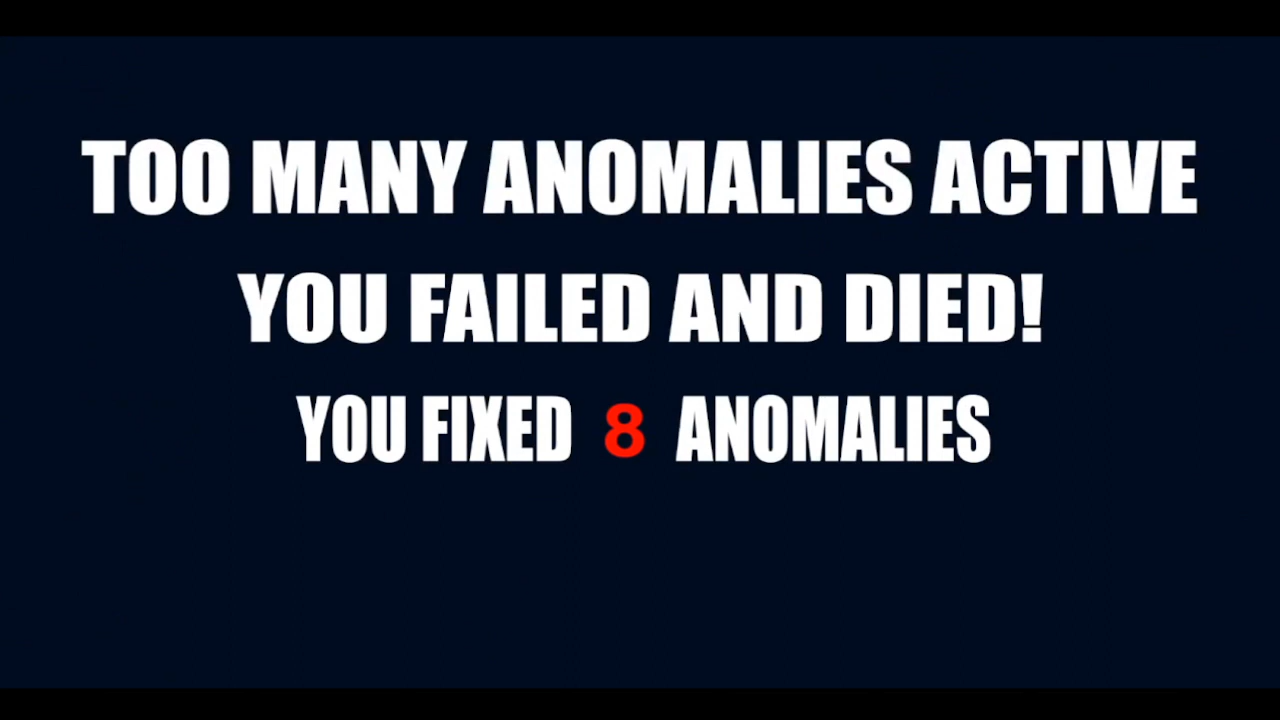 TOO MANY ANOMALIES ACTIVE
YOU FAILED AND DIED!
YOU FIXED 8 ANOMALIES